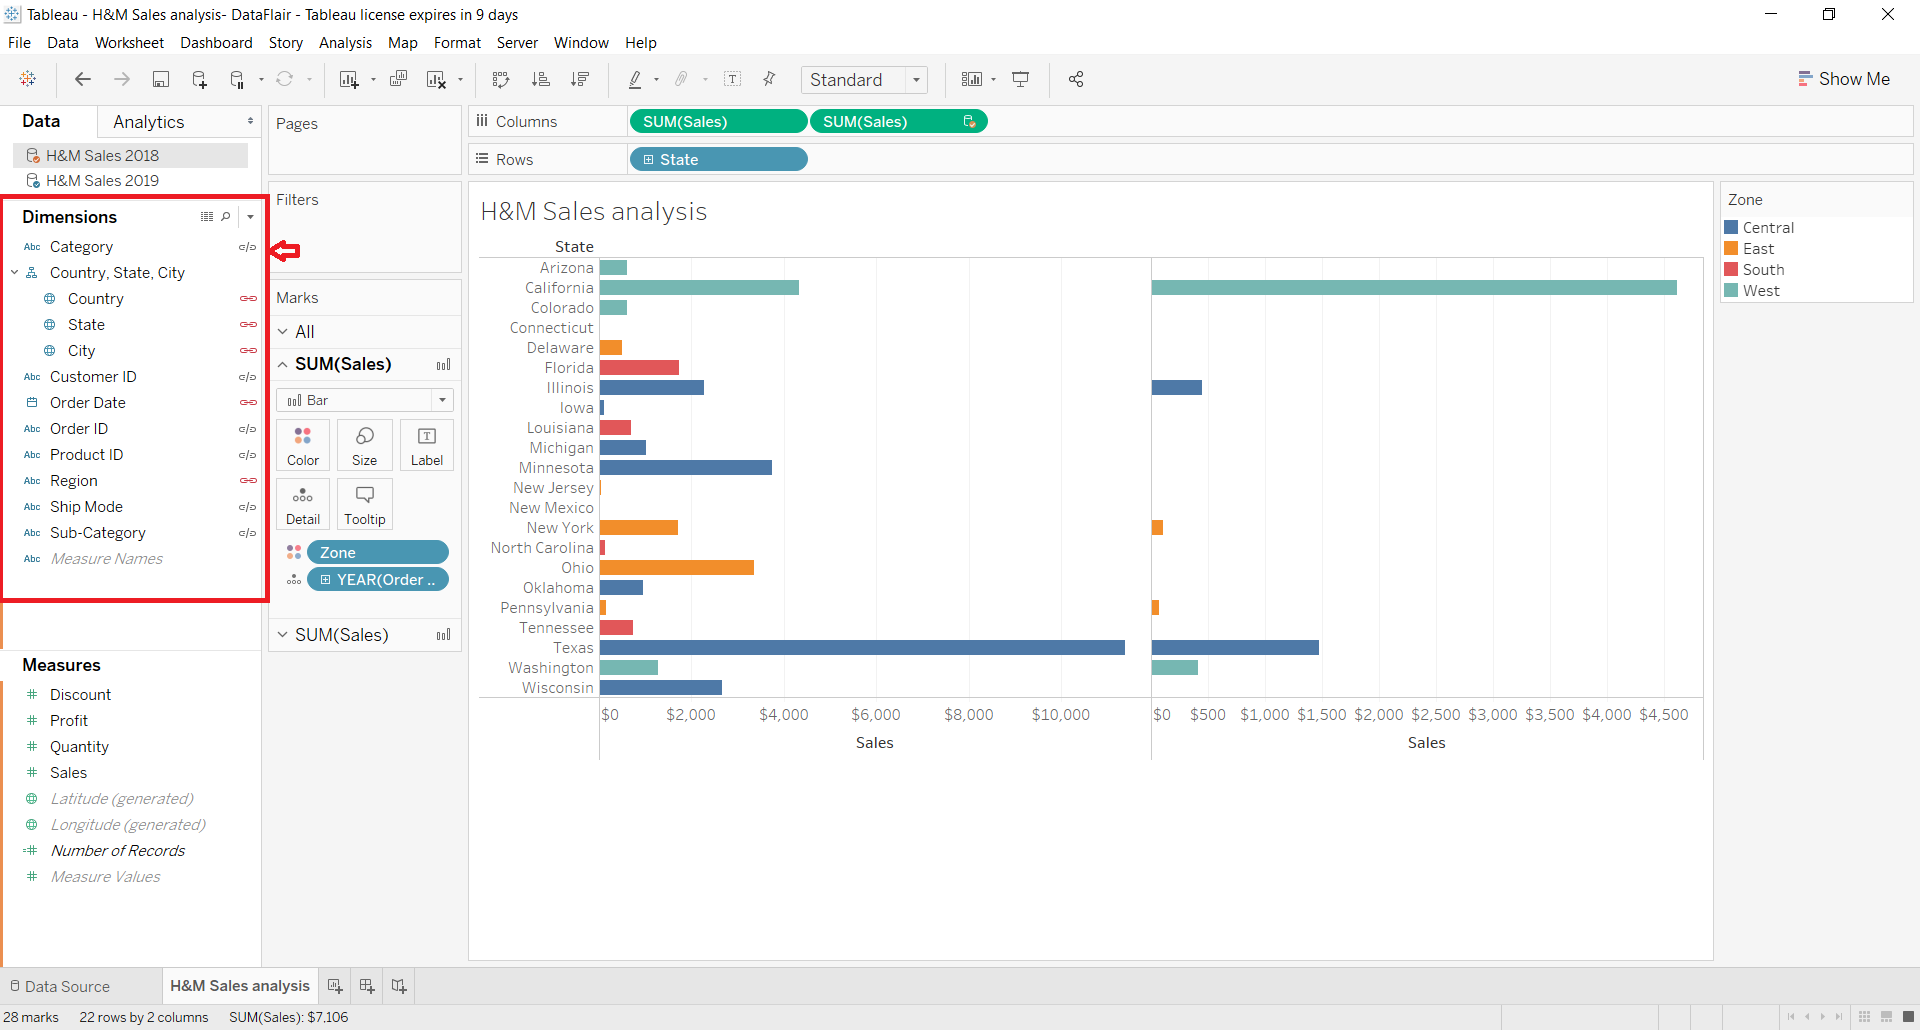 Tableau - H&M Sales analysis- DataFlair - Tableau license expires in 9 days
File Data Worksheet Dashboard Story Analysis Map Format Server Window Help
Standard
Show Me
Data Analytics
H&M Sales 2018
H&M Sales 2019
Dimensions
Abc Category
Country, State, City
Country
State
City
Abc Customer ID
Order Date
Abc Order ID
Abc Product ID
Abc Region
Abc Ship Mode
Abc Sub-Category
Abc Measure Names
Measures
# Discount
# Profit
# Quantity
# Sales
Latitude (generated)
Longitude (generated)
=# Number of Records
# Measure Values
Pages
Filters
Marks
All
SUM(Sales)
Bar
Color Size Label
Detail Tooltip
Zone
YEAR(Order ..
SUM(Sales)
Columns SUM(Sales) SUM(Sales)
Rows State
H&M Sales analysis
State
Arizona
California
Colorado
Connecticut
Delaware
Florida
Illinois
Iowa
Louisiana
Michigan
Minnesota
New Jersey
New Mexico
New York
North Carolina
Ohio
Oklahoma
Pennsylvania
Tennessee
Texas
Washington
Wisconsin
$0 $2,000 $4,000 $6,000 $8,000 $10,000 $0 $500 $1,000 $1,500 $2,000 $2,500 $3,000 $3,500 $4,000 $4,500
Sales Sales
Zone
Central
East
South
West
Data Source H&M Sales analysis
28 marks 22 rows by 2 columns SUM(Sales): $7,106